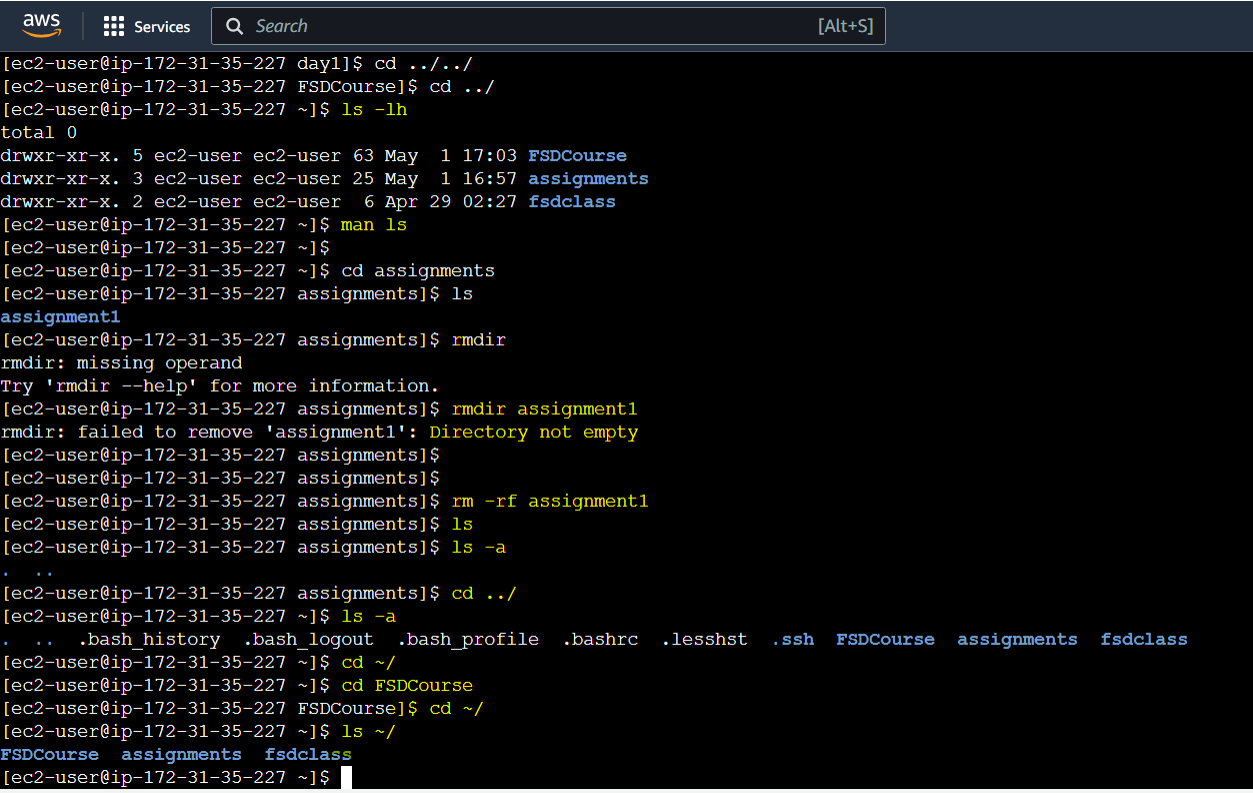 aws Services Search [Alt+S]
[ec2-user@ip-172-31-35-227 day1]$ cd ../../
[ec2-user@ip-172-31-35-227 FSDCourse]$ cd ../
[ec2-user@ip-172-31-35-227 ~]$ ls -lh
total 0
drwxr-xr-x. 5 ec2-user ec2-user 63 May  1 17:03 FSDCourse
drwxr-xr-x. 3 ec2-user ec2-user 25 May  1 16:57 assignments
drwxr-xr-x. 2 ec2-user ec2-user  6 Apr 29 02:27 fsdclass
[ec2-user@ip-172-31-35-227 ~]$ man ls
[ec2-user@ip-172-31-35-227 ~]$
[ec2-user@ip-172-31-35-227 ~]$ cd assignments
[ec2-user@ip-172-31-35-227 assignments]$ ls
assignment1
[ec2-user@ip-172-31-35-227 assignments]$ rmdir
rmdir: missing operand
Try 'rmdir --help' for more information.
[ec2-user@ip-172-31-35-227 assignments]$ rmdir assignment1
rmdir: failed to remove 'assignment1': Directory not empty
[ec2-user@ip-172-31-35-227 assignments]$
[ec2-user@ip-172-31-35-227 assignments]$
[ec2-user@ip-172-31-35-227 assignments]$ rm -rf assignment1
[ec2-user@ip-172-31-35-227 assignments]$ ls
[ec2-user@ip-172-31-35-227 assignments]$ ls -a
.  ..
[ec2-user@ip-172-31-35-227 assignments]$ cd ../
[ec2-user@ip-172-31-35-227 ~]$ ls -a
.  ..  .bash_history  .bash_logout  .bash_profile  .bashrc  .lesshst  .ssh  FSDCourse  assignments  fsdclass
[ec2-user@ip-172-31-35-227 ~]$ cd ~/
[ec2-user@ip-172-31-35-227 ~]$ cd FSDCourse
[ec2-user@ip-172-31-35-227 FSDCourse]$ cd ~/
[ec2-user@ip-172-31-35-227 ~]$ ls ~/
FSDCourse  assignments  fsdclass
[ec2-user@ip-172-31-35-227 ~]$